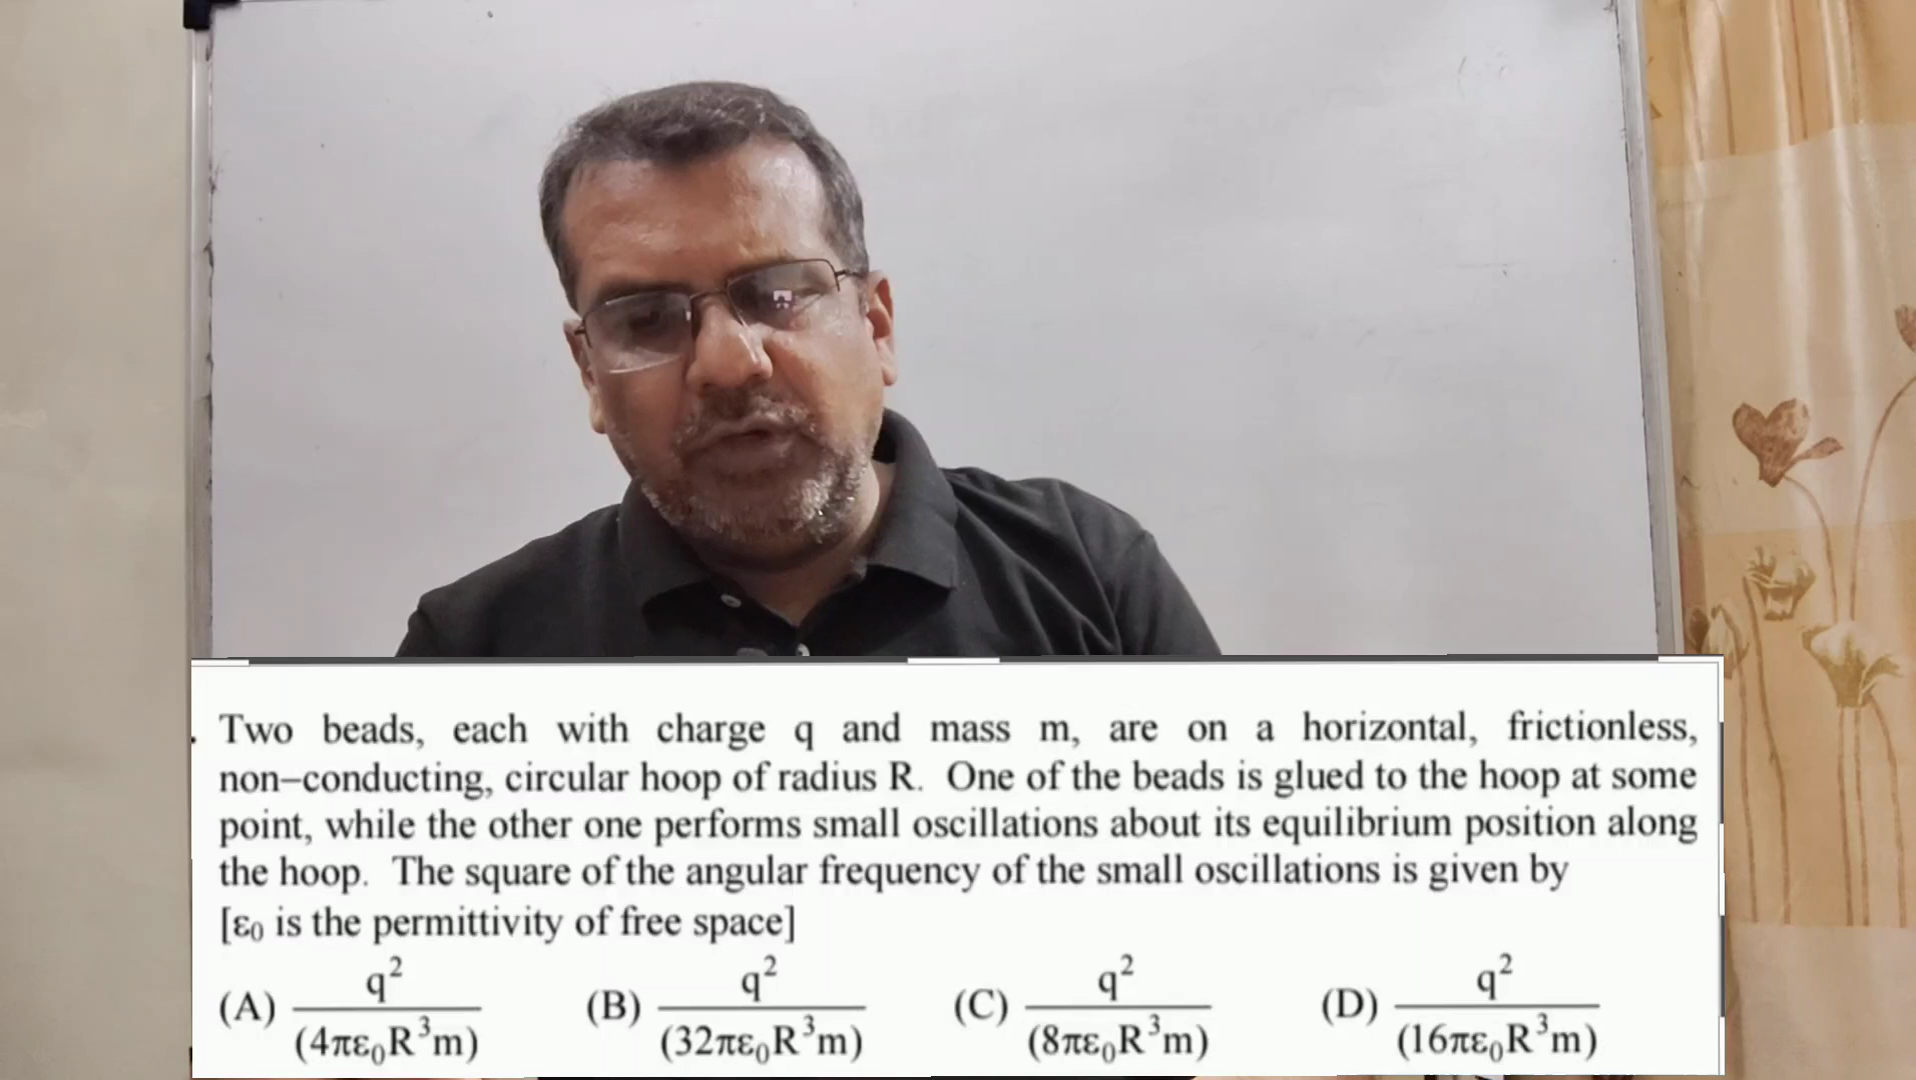 . Two beads, each with charge q and mass m, are on a horizontal, frictionless,
non–conducting, circular hoop of radius R. One of the beads is glued to the hoop at some
point, while the other one performs small oscillations about its equilibrium position along
the hoop. The square of the angular frequency of the small oscillations is given by
[ε₀ is the permittivity of free space]
(A) q²/(4πε₀R³m) (B) q²/(32πε₀R³m) (C) q²/(8πε₀R³m) (D) q²/(16πε₀R³m)